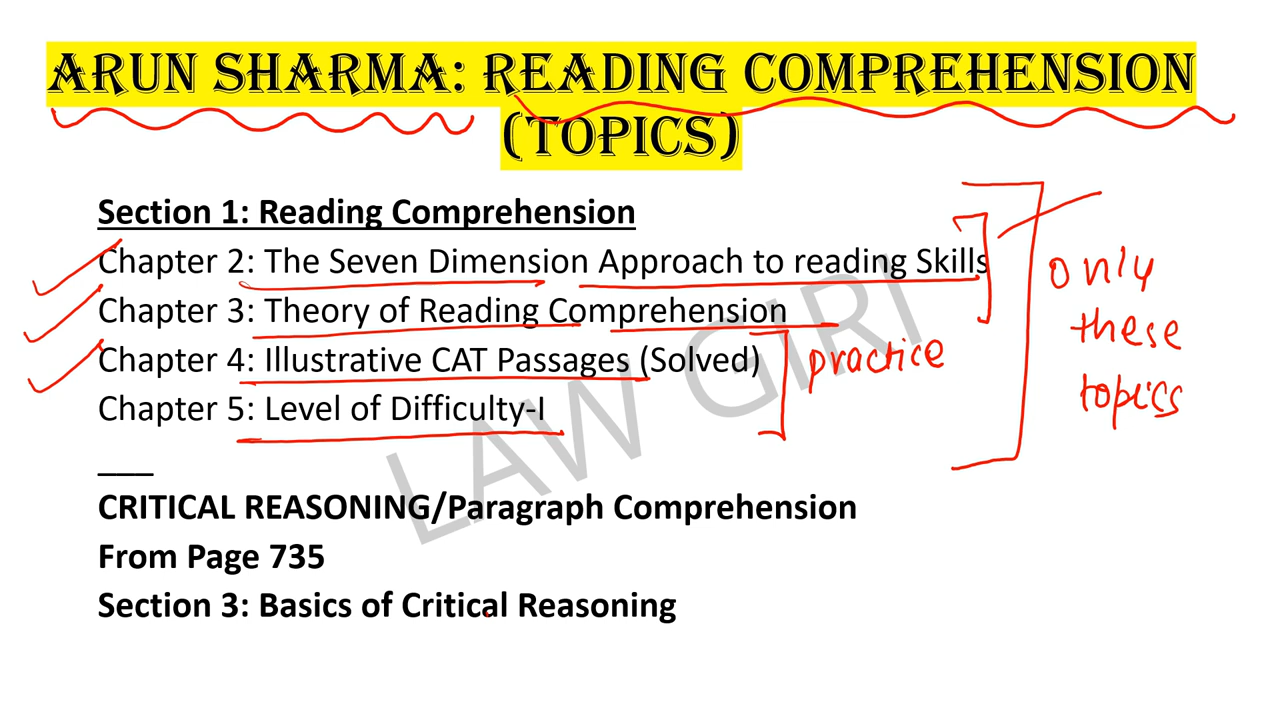 ARUN SHARMA: READING COMPREHENSION
(TOPICS)
Section 1: Reading Comprehension
Chapter 2: The Seven Dimension Approach to reading Skills
Chapter 3: Theory of Reading Comprehension
Chapter 4: Illustrative CAT Passages (Solved)
practice
Chapter 5: Level of Difficulty-I
only
these
topics
___
CRITICAL REASONING/Paragraph Comprehension
From Page 735
Section 3: Basics of Critical Reasoning
LAW GIRI